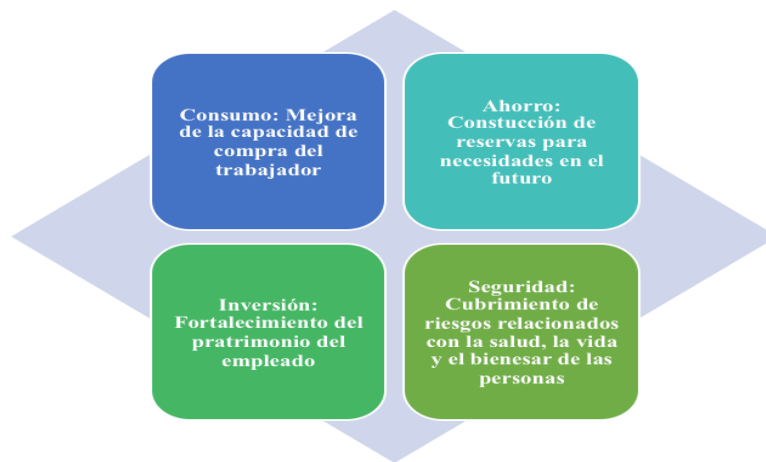 Consumo: Mejora
de la capacidad de
compra del
trabajador
Ahorro:
Constucción de
reservas para
necesidades en el
futuro
Inversión:
Fortalecimiento del
pratrimonio del
empleado
Seguridad:
Cubrimiento de
riesgos relacionados
con la salud, la vida
y el bienesar de las
personas